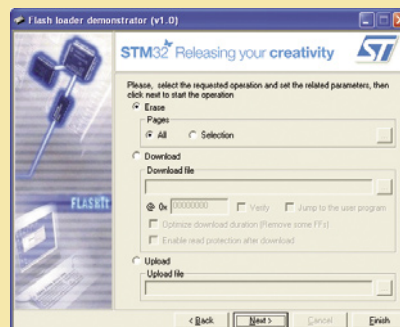 Flash loader demonstrator (v1.0)
STM32 Releasing your creativity
ST
Please, select the requested operation and set the related parameters, then
click next to start the operation
Erase
Pages
All Selection
...
Download
Download file
...
@ 0x 00000000 Verify Jump to the user program
Optimize download duration (Remove some FFs)
Enable read protection after download
Upload
Upload file
...
FLASHIt
< Back Next > Cancel Finish